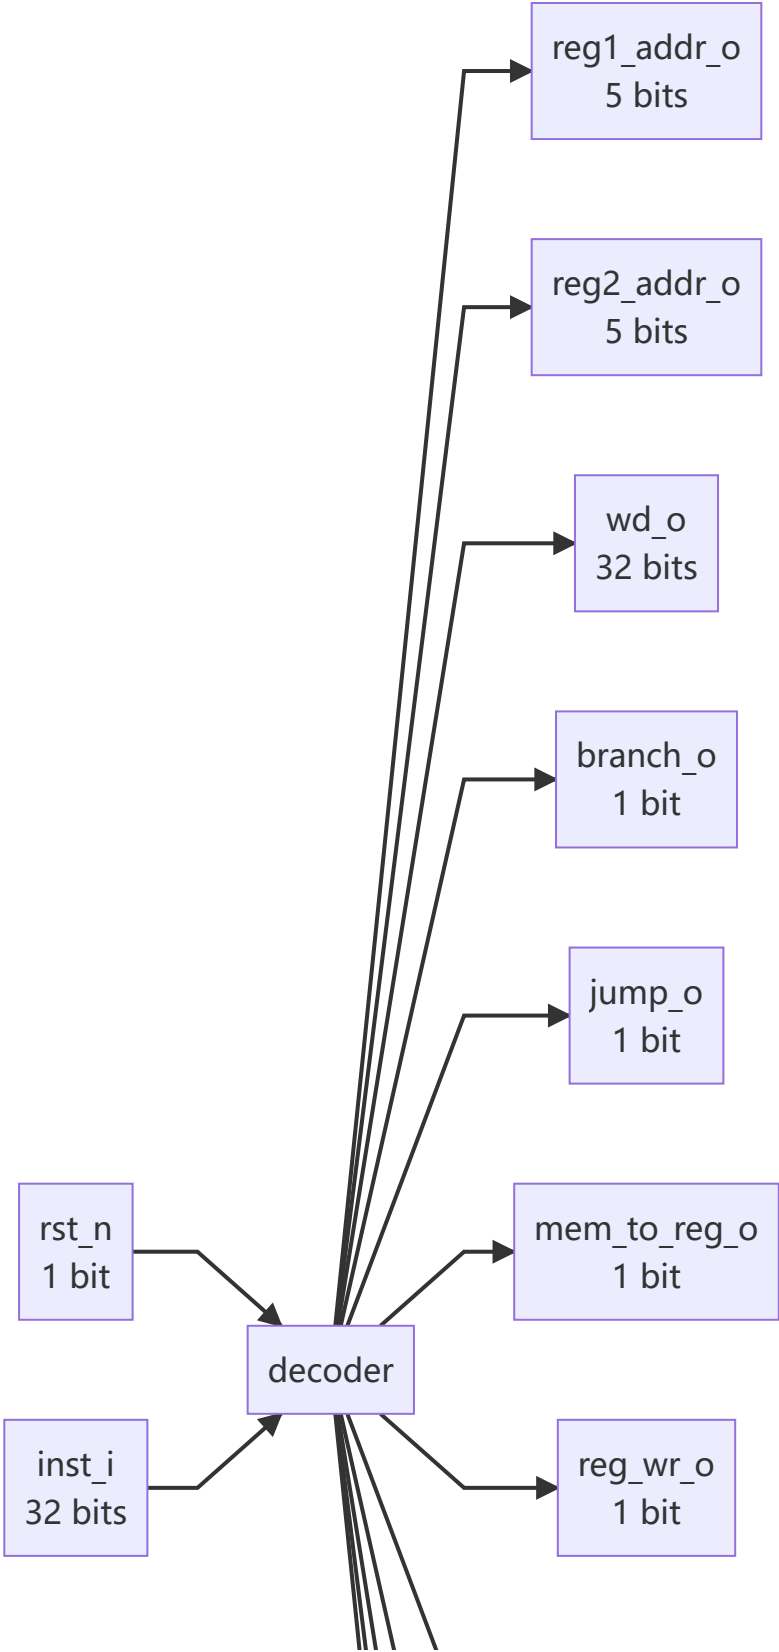 reg1_addr_o
5 bits
reg2_addr_o
5 bits
wd_o
32 bits
branch_o
1 bit
jump_o
1 bit
rst_n
1 bit
mem_to_reg_o
1 bit
decoder
inst_i
32 bits
reg_wr_o
1 bit